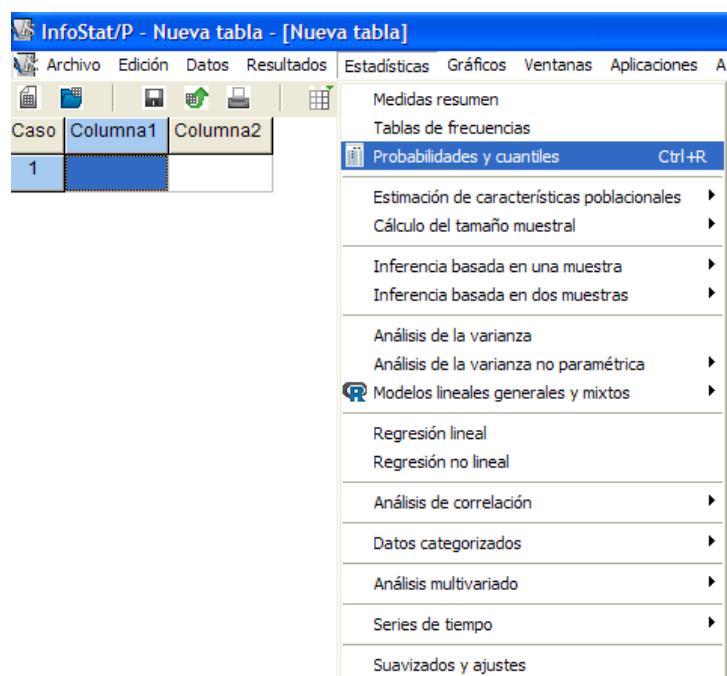 InfoStat/P - Nueva tabla - [Nueva tabla]
Archivo Edición Datos Resultados Estadísticas Gráficos Ventanas Aplicaciones A
Caso Columna1 Columna2
1
Medidas resumen
Tablas de frecuencias
Probabilidades y cuantiles Ctrl+R
Estimación de características poblacionales
Cálculo del tamaño muestral
Inferencia basada en una muestra
Inferencia basada en dos muestras
Análisis de la varianza
Análisis de la varianza no paramétrica
R Modelos lineales generales y mixtos
Regresión lineal
Regresión no lineal
Análisis de correlación
Datos categorizados
Análisis multivariado
Series de tiempo
Suavizados y ajustes